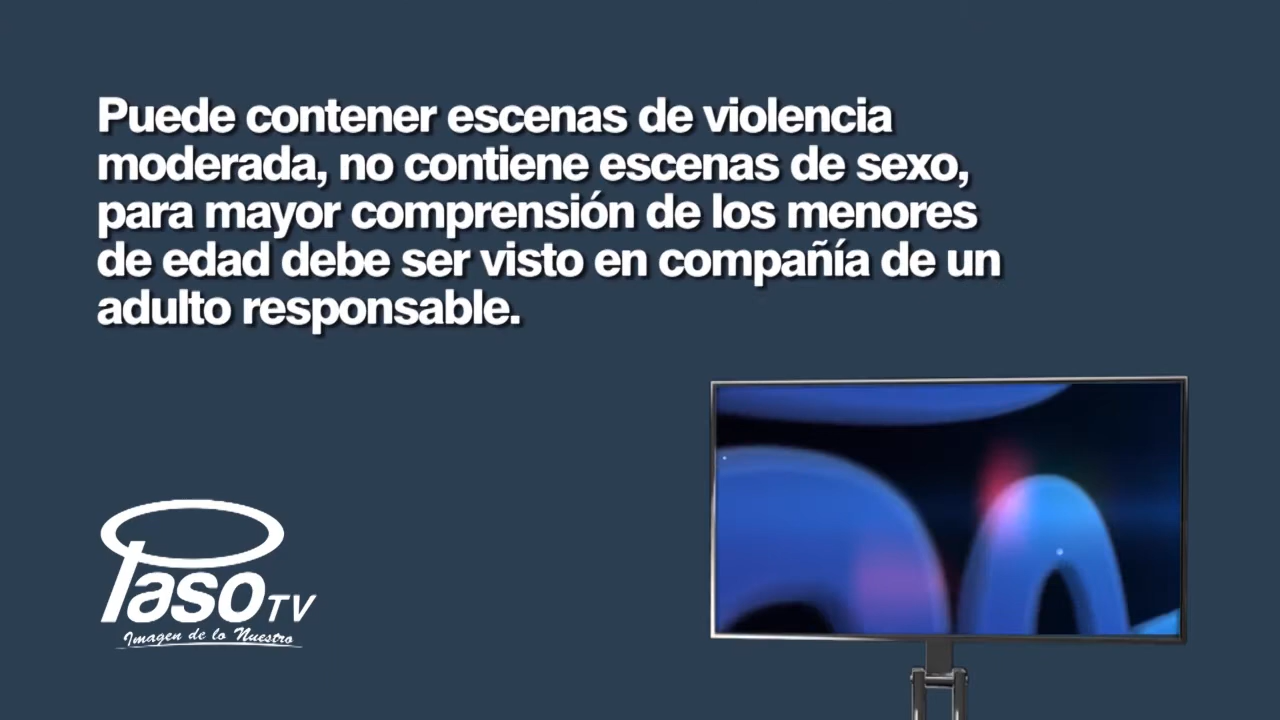 Puede contener escenas de violencia
moderada, no contiene escenas de sexo,
para mayor comprensión de los menores
de edad debe ser visto en compañía de un
adulto responsable.
Paso TV
Imagen de lo Nuestro